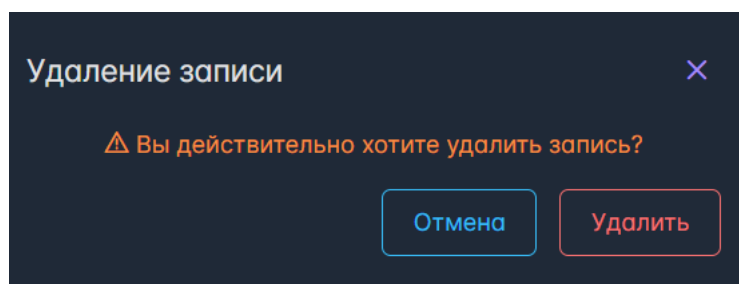 Удаление записи
Вы действительно хотите удалить запись?
Отмена
Удалить